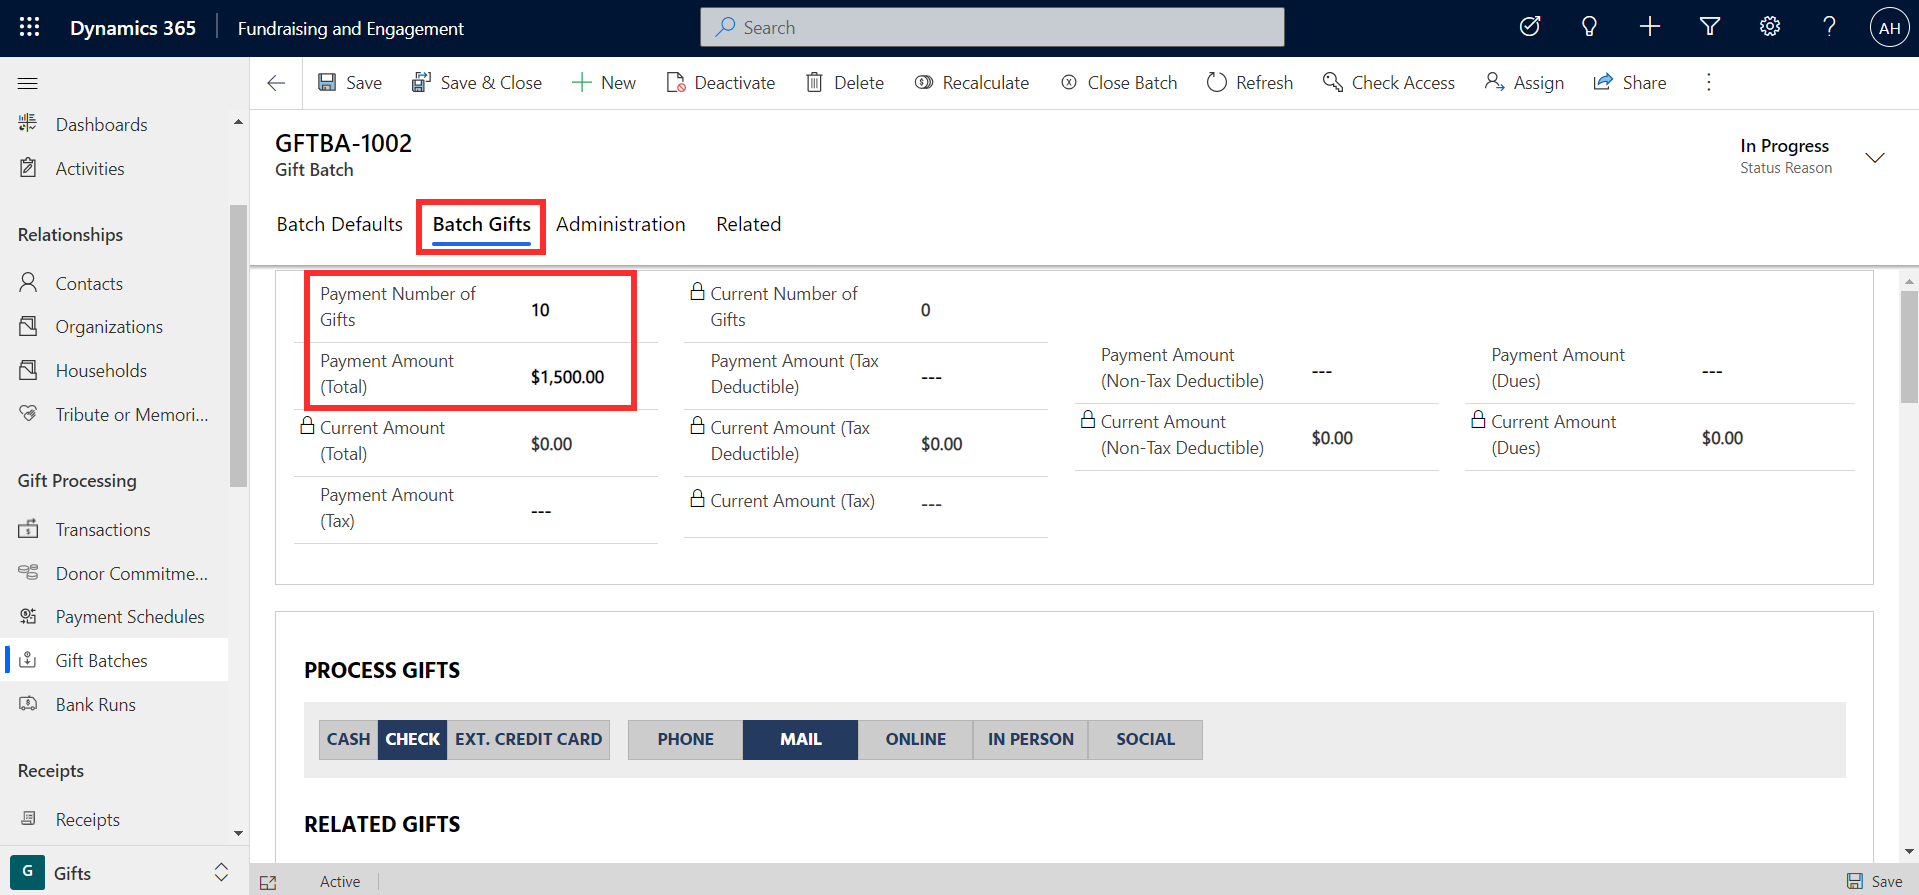 Dynamics 365
Fundraising and Engagement
Search
AH
Save
Save & Close
New
Deactivate
Delete
Recalculate
Close Batch
Refresh
Check Access
Assign
Share
Dashboards
Activities
Relationships
Contacts
Organizations
Households
Tribute or Memori...
Gift Processing
Transactions
Donor Commitme...
Payment Schedules
Gift Batches
Bank Runs
Receipts
Receipts
G
Gifts
GFTBA-1002
Gift Batch
In Progress
Status Reason
Batch Defaults
Batch Gifts
Administration
Related
Payment Number of
Gifts
10
Current Number of
Gifts
0
Payment Amount
(Total)
$1,500.00
Payment Amount (Tax
Deductible)
---
Payment Amount
(Non-Tax Deductible)
---
Payment Amount
(Dues)
---
Current Amount
(Total)
$0.00
Current Amount (Tax
Deductible)
$0.00
Current Amount
(Non-Tax Deductible)
$0.00
Current Amount
(Dues)
$0.00
Payment Amount
(Tax)
---
Current Amount (Tax)
---
PROCESS GIFTS
CASH
CHECK
EXT. CREDIT CARD
PHONE
MAIL
ONLINE
IN PERSON
SOCIAL
RELATED GIFTS
Active
Save